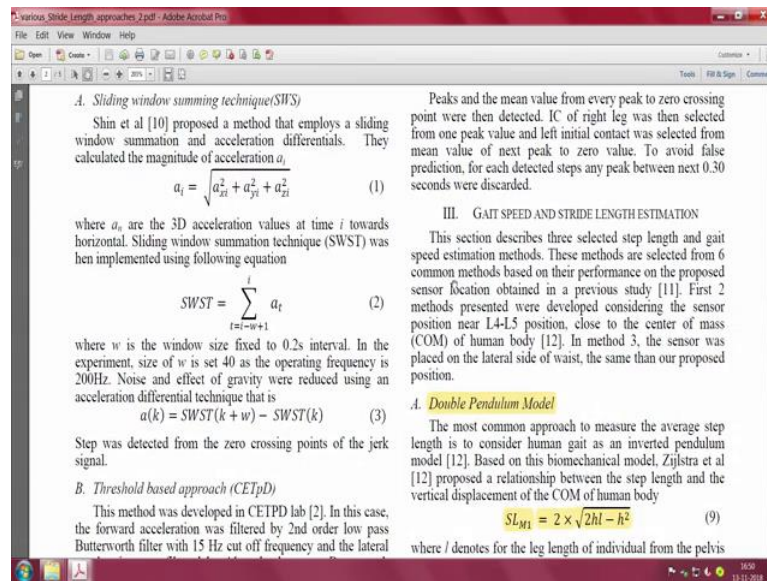 various_Stride_Length_approaches_2.pdf - Adobe Acrobat Pro
File Edit View Window Help
Open Create Customize
2 / 5 205% Tools Fill & Sign Comme
A. Sliding window summing technique(SWS)
Shin et al [10] proposed a method that employs a sliding
window summation and acceleration differentials. They
calculated the magnitude of acceleration aᵢ
aᵢ = √(a²ₓᵢ + a²ᵧᵢ + a²_zi) (1)
where aₙ are the 3D acceleration values at time i towards
horizontal. Sliding window summation technique (SWST) was
hen implemented using following equation
SWST = ∑_{t=i−w+1}^{i} a_t (2)
where w is the window size fixed to 0.2s interval. In the
experiment, size of w is set 40 as the operating frequency is
200Hz. Noise and effect of gravity were reduced using an
acceleration differential technique that is
a(k) = SWST(k + w) − SWST(k) (3)
Step was detected from the zero crossing points of the jerk
signal.
B. Threshold based approach (CETpD)
This method was developed in CETPD lab [2]. In this case,
the forward acceleration was filtered by 2nd order low pass
Butterworth filter with 15 Hz cut off frequency and the lateral
Peaks and the mean value from every peak to zero crossing
point were then detected. IC of right leg was then selected
from one peak value and left initial contact was selected from
mean value of next peak to zero value. To avoid false
prediction, for each detected steps any peak between next 0.30
seconds were discarded.
III. GAIT SPEED AND STRIDE LENGTH ESTIMATION
This section describes three selected step length and gait
speed estimation methods. These methods are selected from 6
common methods based on their performance on the proposed
sensor location obtained in a previous study [11]. First 2
methods presented were developed considering the sensor
position near L4-L5 position, close to the center of mass
(COM) of human body [12]. In method 3, the sensor was
placed on the lateral side of waist, the same than our proposed
position.
A. Double Pendulum Model
The most common approach to measure the average step
length is to consider human gait as an inverted pendulum
model [12]. Based on this biomechanical model, Zijlstra et al
[12] proposed a relationship between the step length and the
vertical displacement of the COM of human body
SL_M1 = 2 × √(2hl − h²) (9)
where l denotes for the leg length of individual from the pelvis
16:50
13-11-2018